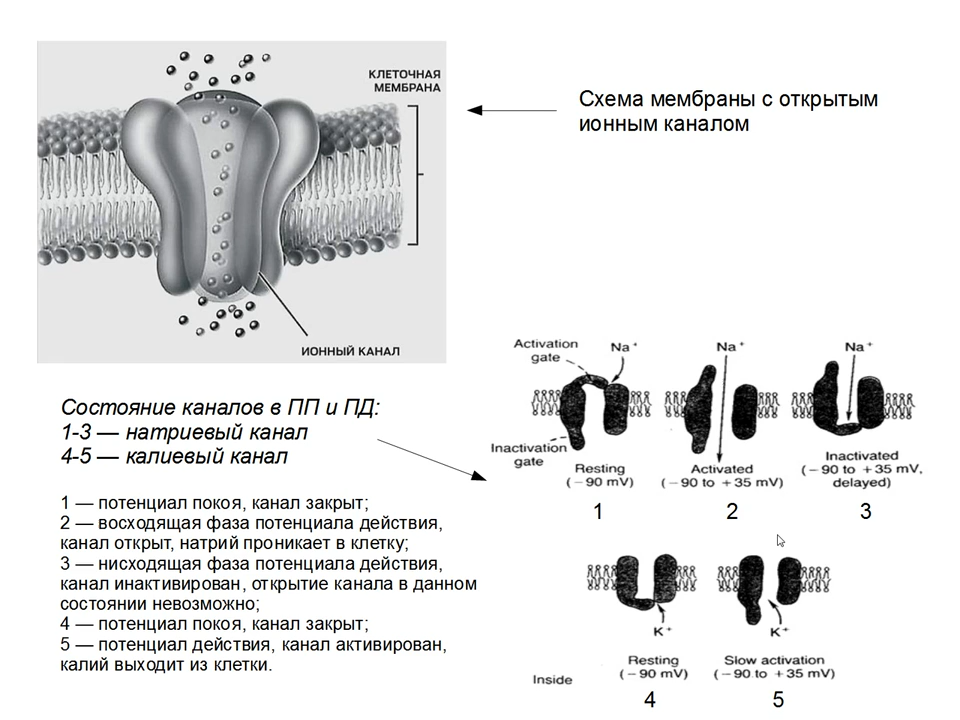 КЛЕТОЧНАЯ
МЕМБРАНА
ИОННЫЙ КАНАЛ
Схема мембраны с открытым
ионным каналом
Состояние каналов в ПП и ПД:
1-3 — натриевый канал
4-5 — калиевый канал
1 — потенциал покоя, канал закрыт;
2 — восходящая фаза потенциала действия,
канал открыт, натрий проникает в клетку;
3 — нисходящая фаза потенциала действия,
канал инактивирован, открытие канала в данном
состоянии невозможно;
4 — потенциал покоя, канал закрыт;
5 — потенциал действия, канал активирован,
калий выходит из клетки.
Activation
gate
Na+
Na+
Na+
Inactivation
gate
Resting
(−90 mV)
Activated
(−90 to +35 mV)
Inactivated
(−90 to +35 mV,
delayed)
1
2
3
K+
K+
Inside
Resting
(−90 mV)
Slow activation
(−90 to +35 mV)
4
5